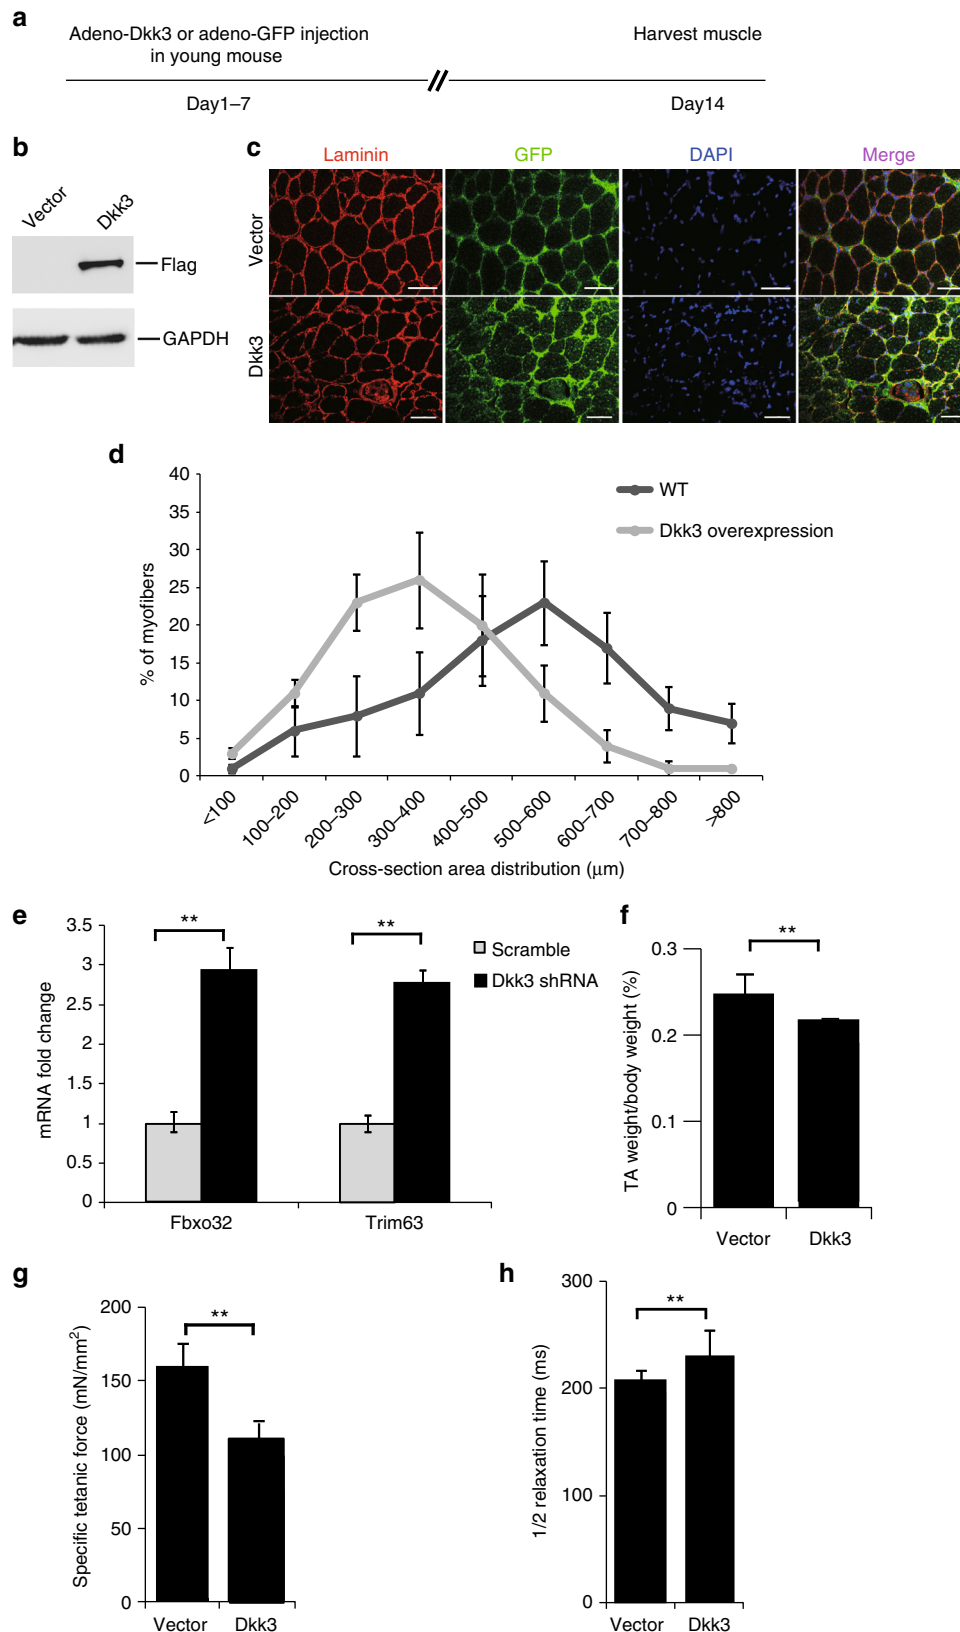 a
Adeno-Dkk3 or adeno-GFP injection
in young mouse
Harvest muscle
Day1–7
Day14
b
Vector
Dkk3
Flag
GAPDH
c
Laminin
GFP
DAPI
Merge
Vector
Dkk3
d
40
35
30
25
20
15
10
5
0
% of myofibers
WT
Dkk3 overexpression
<100
100–200
200–300
300–400
400–500
500–600
600–700
700–800
>800
Cross-section area distribution (μm)
e
3.5
3
2.5
2
1.5
1
0.5
0
mRNA fold change
**
**
Scramble
Dkk3 shRNA
Fbxo32
Trim63
f
0.3
0.2
0.1
0
TA weight/body weight (%)
**
Vector
Dkk3
g
200
150
100
50
0
Specific tetanic force (mN/mm²)
**
Vector
Dkk3
h
300
200
100
0
1/2 relaxation time (ms)
**
Vector
Dkk3